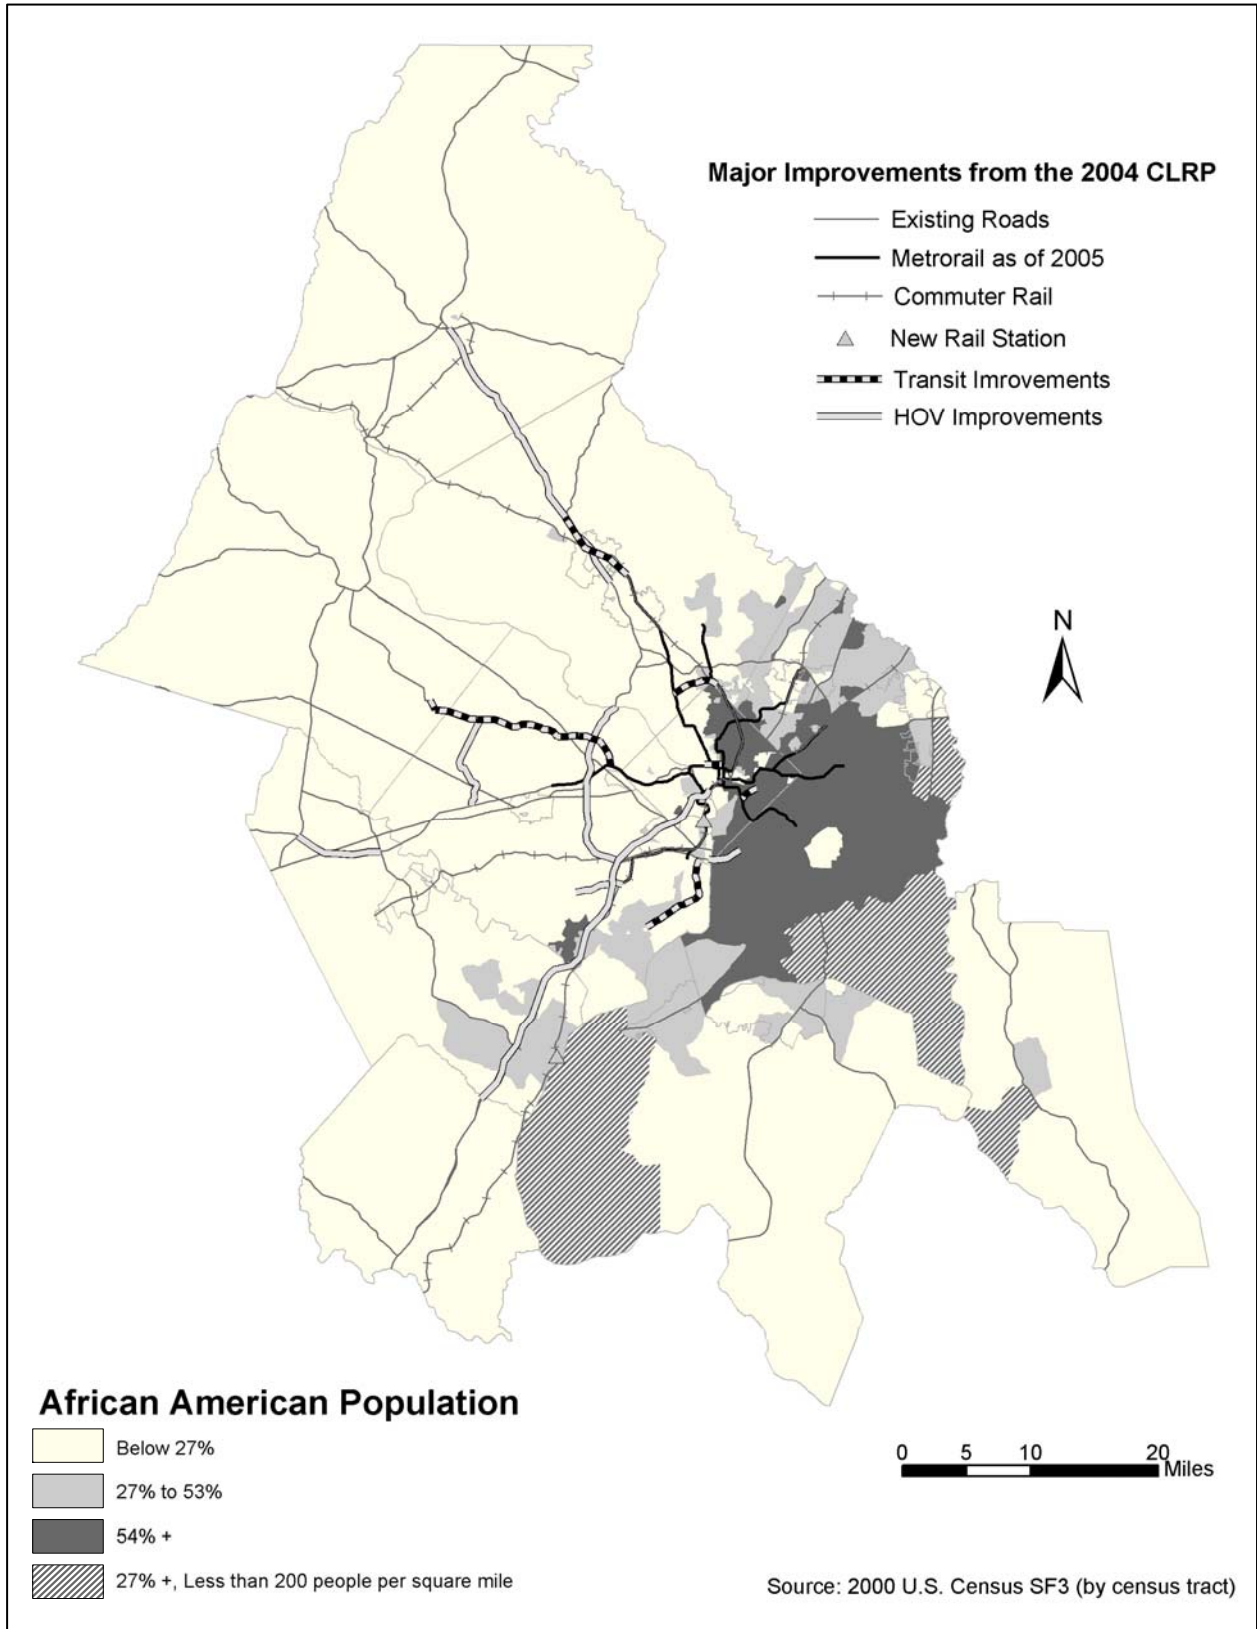 Major Improvements from the 2004 CLRP
Existing Roads
Metrorail as of 2005
Commuter Rail
New Rail Station
Transit Imrovements
HOV Improvements
N
African American Population
Below 27%
27% to 53%
54% +
27% +, Less than 200 people per square mile
0 5 10 20
Miles
Source: 2000 U.S. Census SF3 (by census tract)